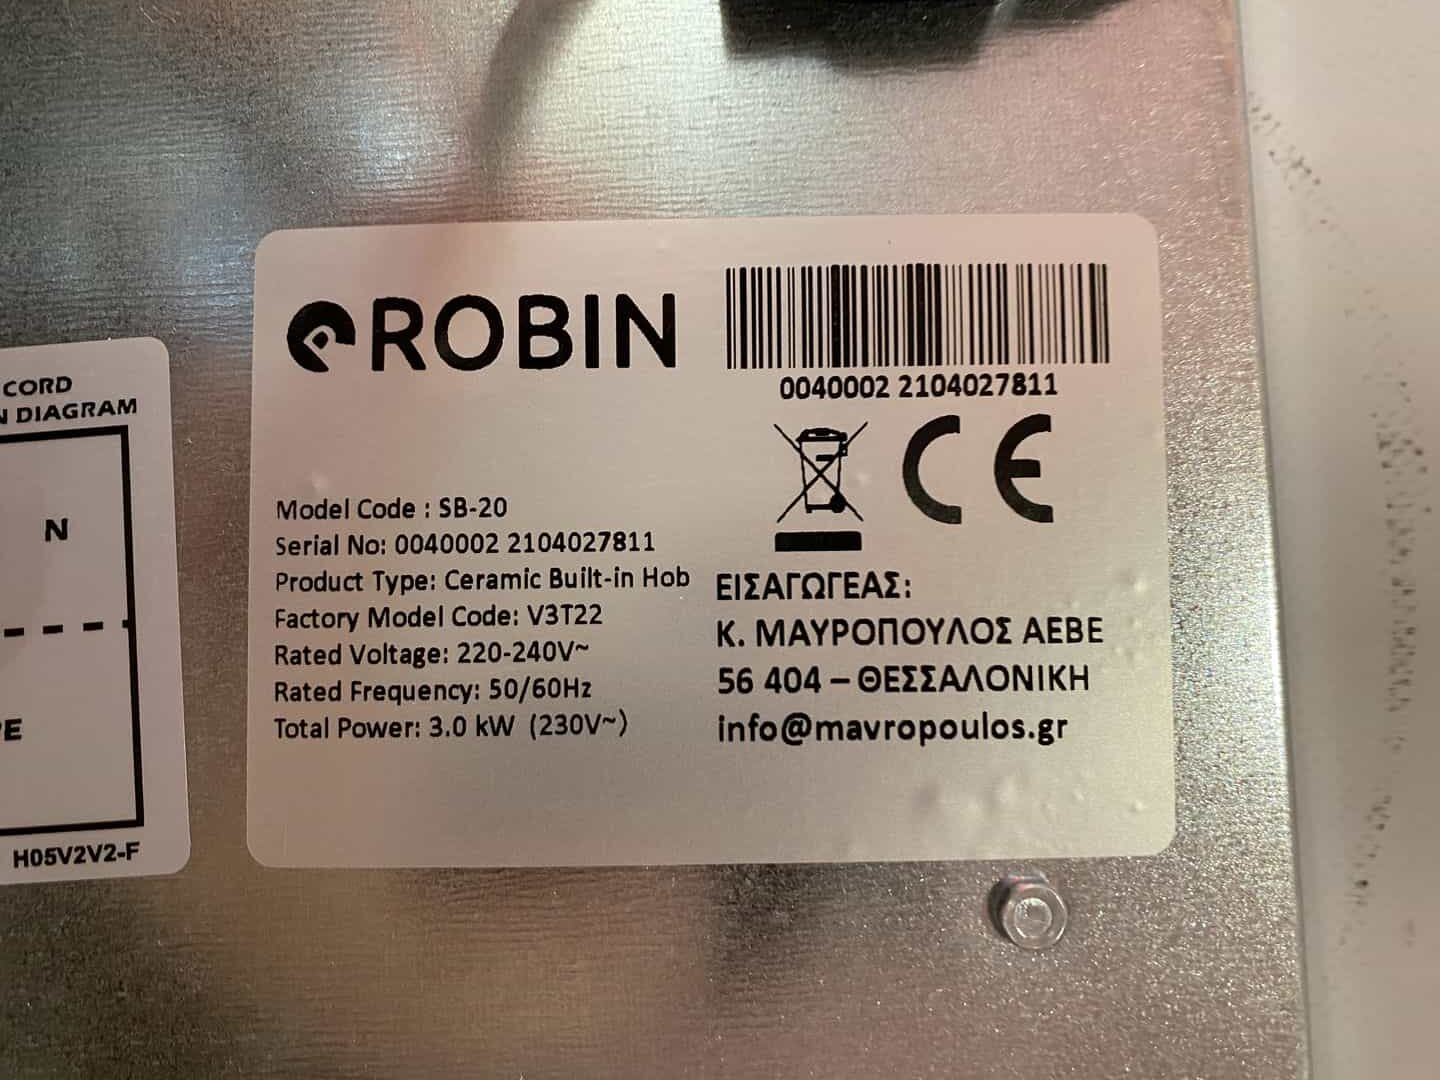 CORD
N DIAGRAM
N
PE
H05V2V2-F
ROBIN
0040002 2104027811
CE
Model Code : SB-20
Serial No: 0040002 2104027811
Product Type: Ceramic Built-in Hob
Factory Model Code: V3T22
Rated Voltage: 220-240V~
Rated Frequency: 50/60Hz
Total Power: 3.0 kW (230V~)
ΕΙΣΑΓΩΓΕΑΣ:
Κ. ΜΑΥΡΟΠΟΥΛΟΣ ΑΕΒΕ
56 404 – ΘΕΣΣΑΛΟΝΙΚΗ
info@mavropoulos.gr